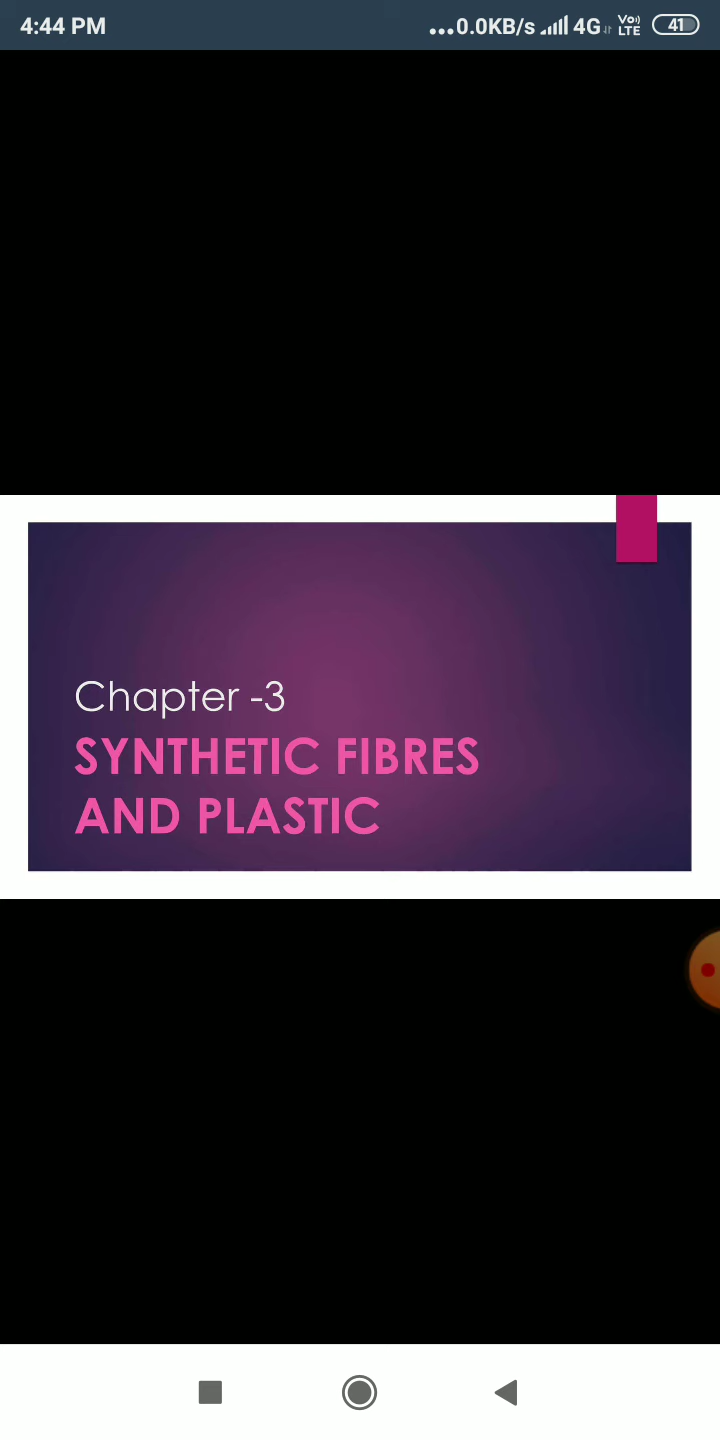 4:44 PM ...0.0KB/s 4G Vo) LTE 41
Chapter -3
SYNTHETIC FIBRES
AND PLASTIC